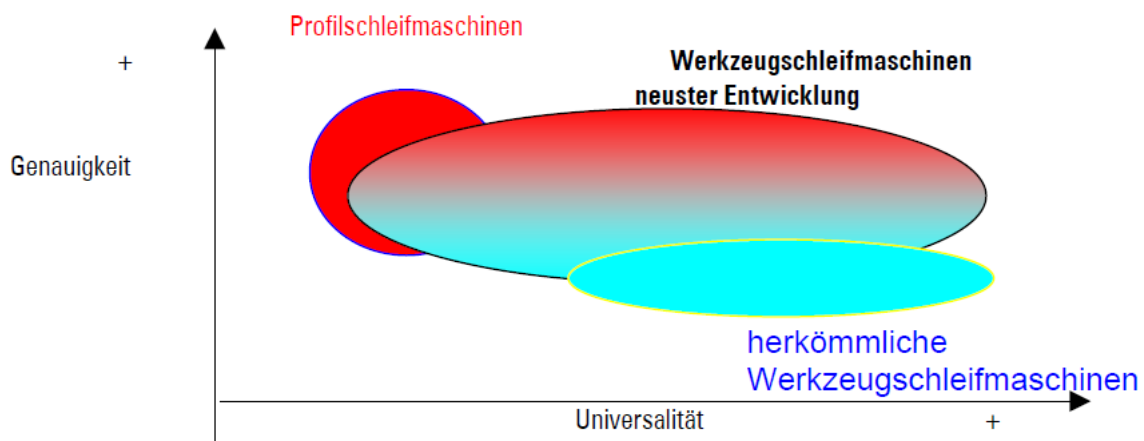 Profilschleifmaschinen
+
Werkzeugschleifmaschinen
neuster Entwicklung
Genauigkeit
herkömmliche
Werkzeugschleifmaschinen
Universalität
+